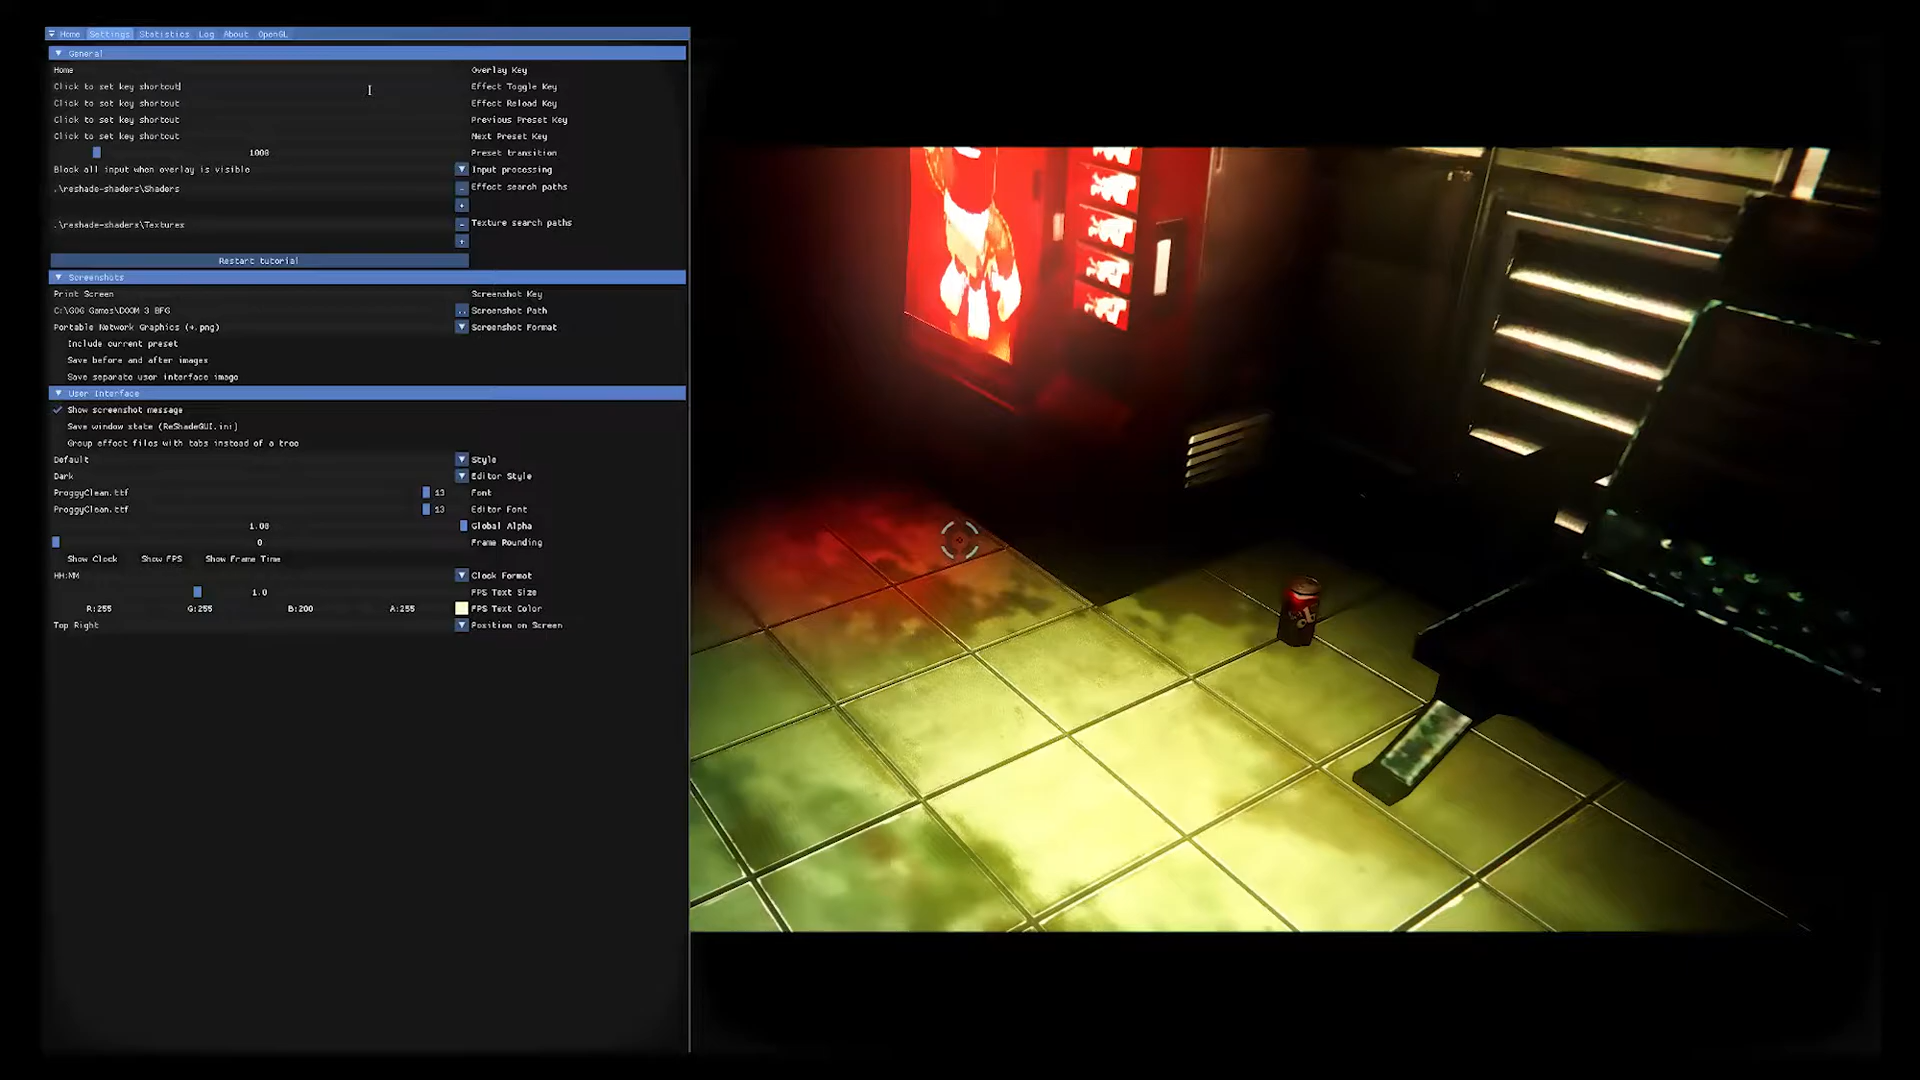 Home Settings Statistics Log About OpenGL
General
Home Overlay Key
Click to set key shortcut Effect Toggle Key
Click to set key shortcut Effect Reload Key
Click to set key shortcut Previous Preset Key
Click to set key shortcut Next Preset Key
1000 Preset transition
Block all input when overlay is visible Input processing
.\reshade-shaders\Shaders - Effect search paths
+
.\reshade-shaders\Textures - Texture search paths
+
Restart tutorial
Screenshots
Print Screen Screenshot Key
C:\GOG Games\DOOM 3 BFG .. Screenshot Path
Portable Network Graphics (*.png) Screenshot Format
Include current preset
Save before and after images
Save separate user interface image
User Interface
Show screenshot message
Save window state (ReShadeGUI.ini)
Group effect files with tabs instead of a tree
Default Style
Dark Editor Style
ProggyClean.ttf 13 Font
ProggyClean.ttf 13 Editor Font
1.00 Global Alpha
0 Frame Rounding
Show Clock Show FPS Show Frame Time
HH:MM Clock Format
1.0 FPS Text Size
R:255 G:255 B:200 A:255 FPS Text Color
Top Right Position on Screen